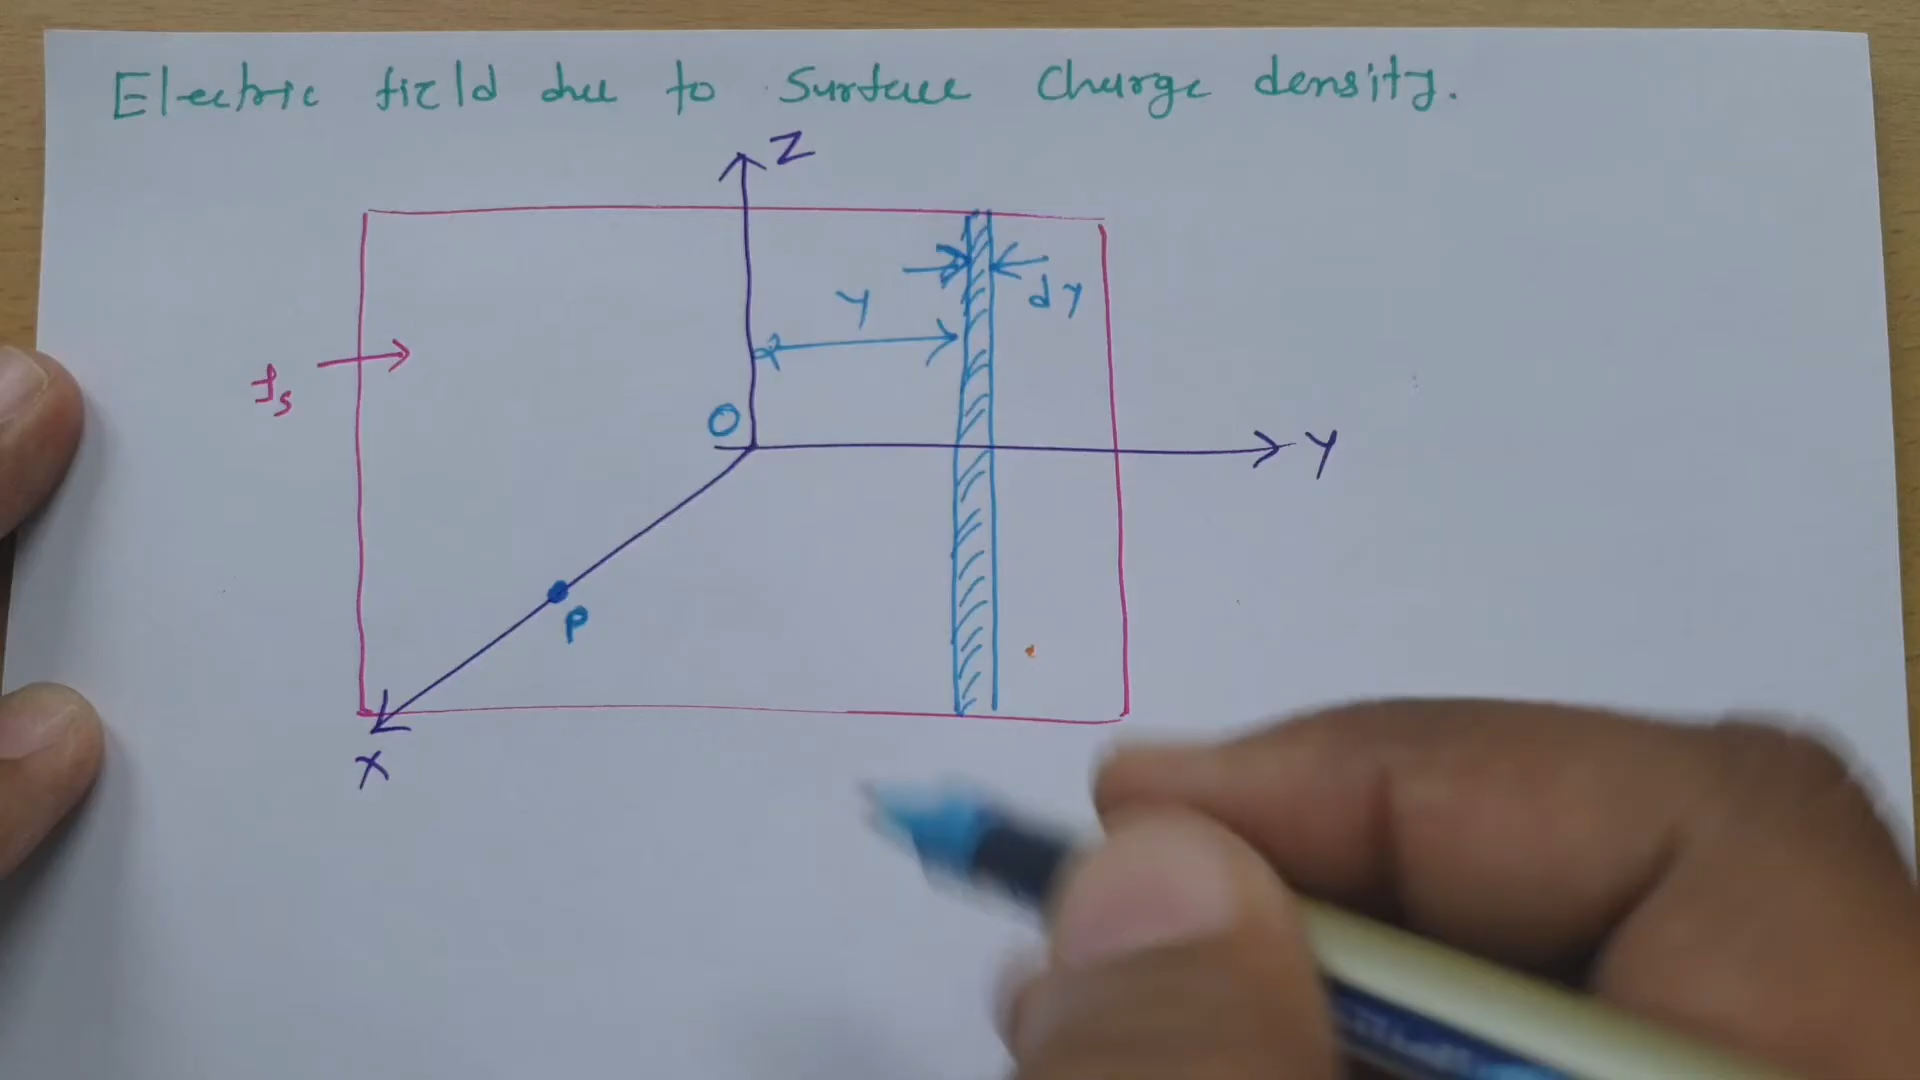 Electric field due to Surface Charge density.
Z
dy
Y
ρs
O
Y
P
X